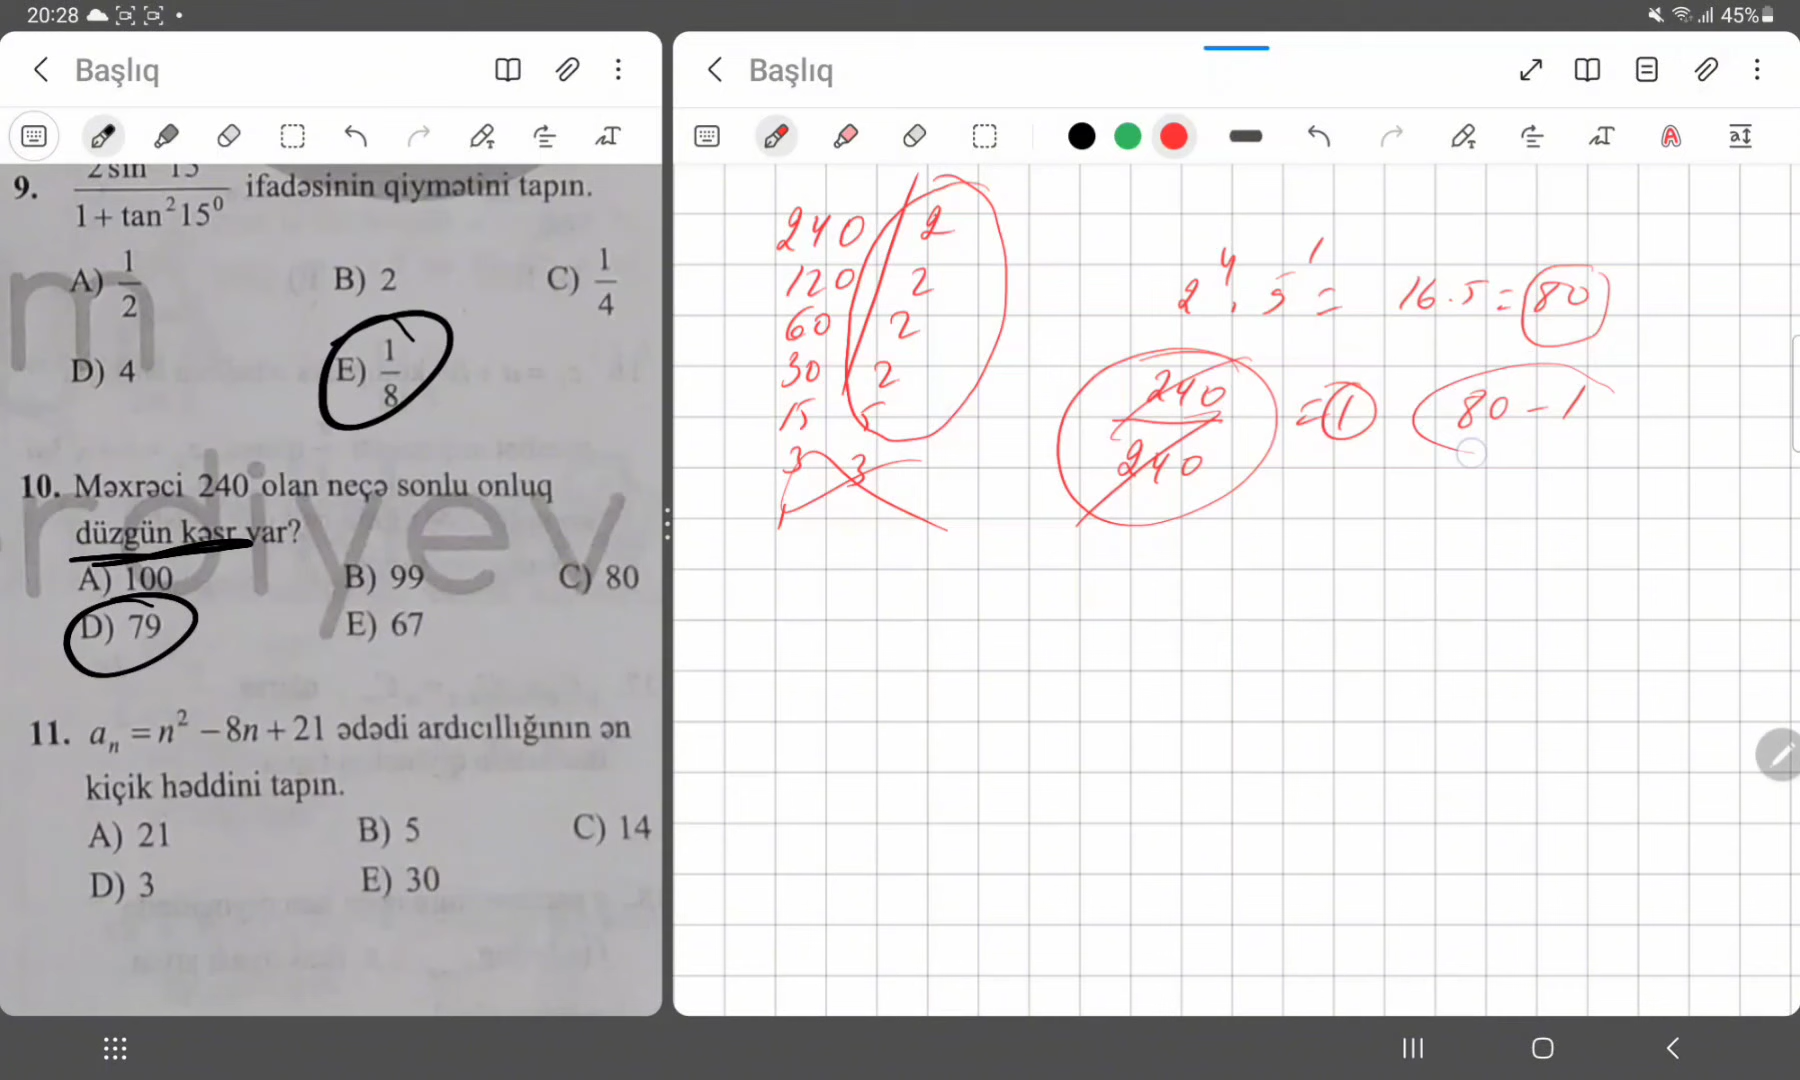 20:28
45%
Başlıq
Başlıq
9. 2 sin 15 / 1 + tan²15⁰ ifadəsinin qiymətini tapın.
A) 1/2 B) 2 C) 1/4
D) 4 E) 1/8
10. Məxrəci 240 olan neçə sonlu onluq
düzgün kəsr var?
A) 100 B) 99 C) 80
D) 79 E) 67
11. aₙ = n² − 8n + 21 ədədi ardıcıllığının ən
kiçik həddini tapın.
A) 21 B) 5 C) 14
D) 3 E) 30
240 2
120 2
60 2
30 2
15 5
3 3
1
2⁴ . 5¹ = 16 . 5 = 80
240 / 240 = 1
80 − 1